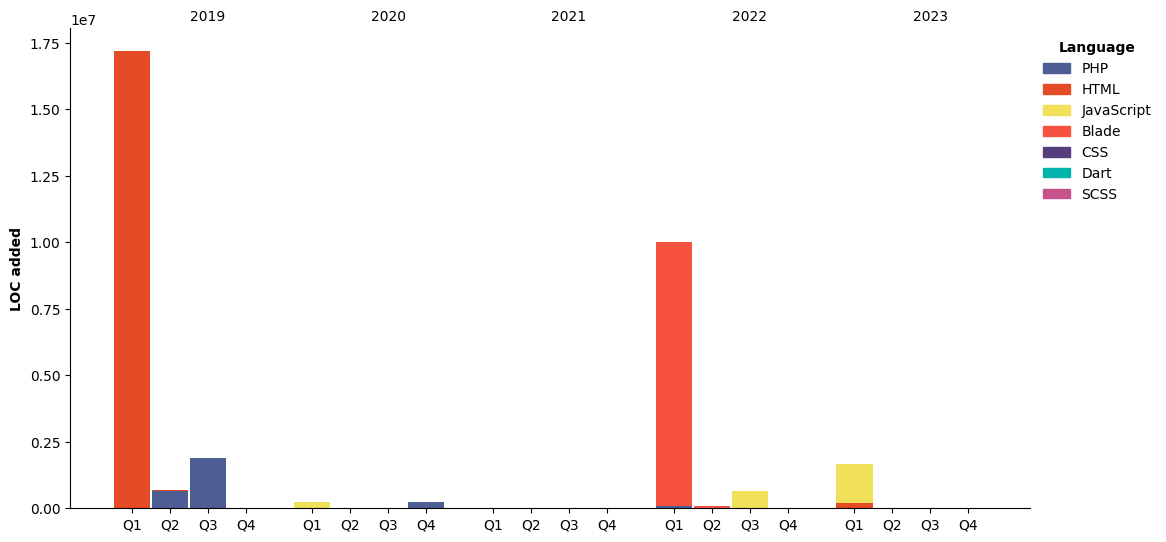 1e7
2019 2020 2021 2022 2023
1.75
1.50
1.25
1.00
0.75
0.50
0.25
0.00
LOC added
Q1 Q2 Q3 Q4 Q1 Q2 Q3 Q4 Q1 Q2 Q3 Q4 Q1 Q2 Q3 Q4 Q1 Q2 Q3 Q4
Language
PHP
HTML
JavaScript
Blade
CSS
Dart
SCSS